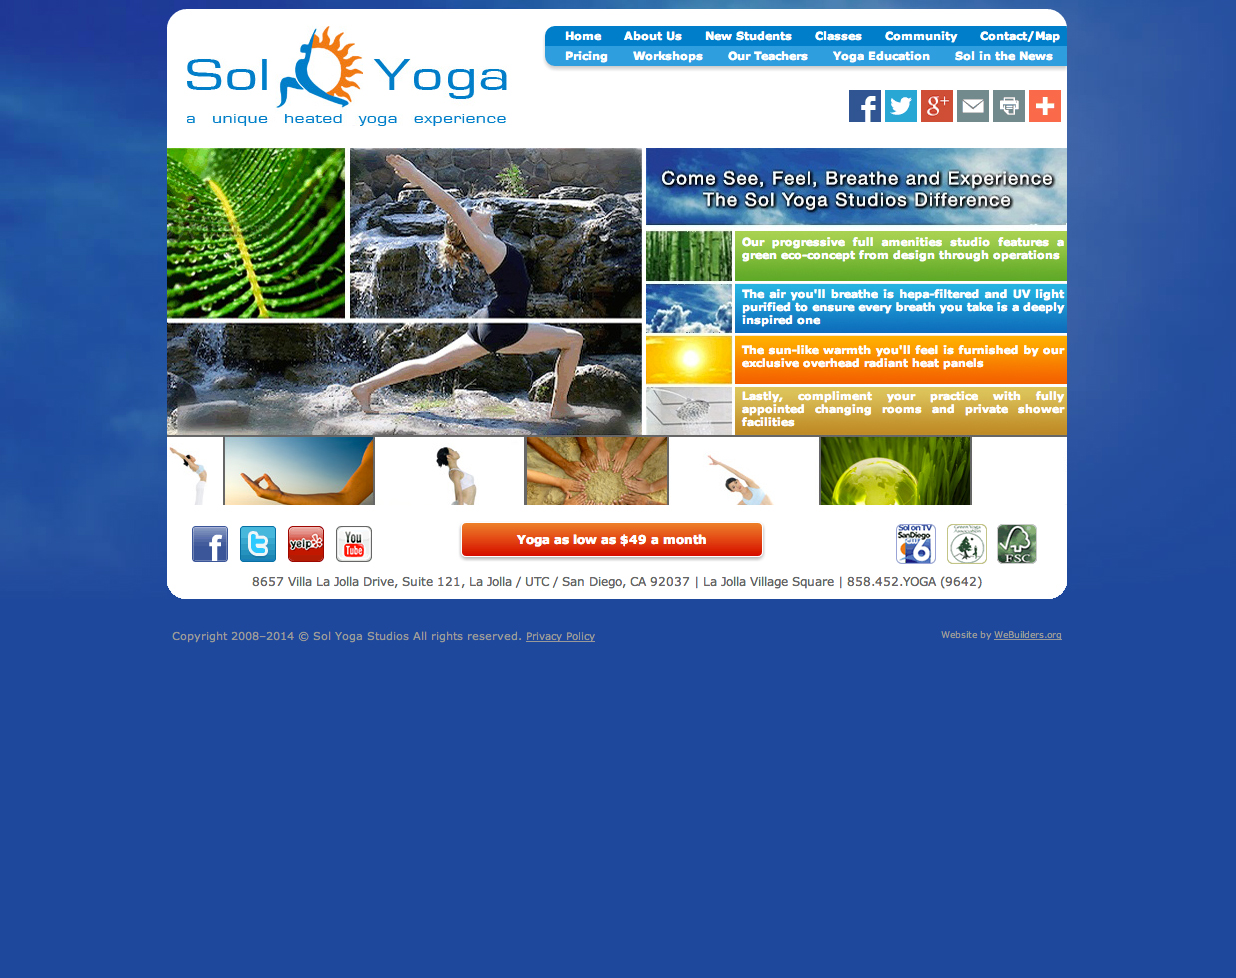 Sol Yoga
a unique heated yoga experience
Home About Us New Students Classes Community Contact/Map
Pricing Workshops Our Teachers Yoga Education Sol in the News
Come See, Feel, Breathe and Experience
The Sol Yoga Studios Difference
Our progressive full amenities studio features a
green eco-concept from design through operations
The air you'll breathe is hepa-filtered and UV light
purified to ensure every breath you take is a deeply
inspired one
The sun-like warmth you'll feel is furnished by our
exclusive overhead radiant heat panels
Lastly, compliment your practice with fully
appointed changing rooms and private shower
facilities
yelp
You
Tube
Yoga as low as $49 a month
Sol on TV
SanDiego
6
Green Yoga
Association
FSC
8657 Villa La Jolla Drive, Suite 121, La Jolla / UTC / San Diego, CA 92037 | La Jolla Village Square | 858.452.YOGA (9642)
Copyright 2008–2014 © Sol Yoga Studios All rights reserved. Privacy Policy
Website by WeBuilders.org